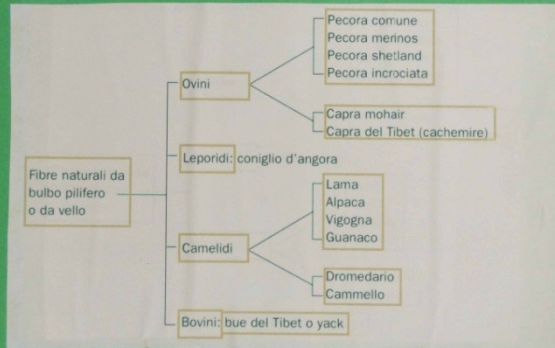 Fibre naturali da
bulbo pilifero
o da vello
Ovini
Pecora comune
Pecora merinos
Pecora shetland
Pecora incrociata
Capra mohair
Capra del Tibet (cachemire)
Leporidi: coniglio d'angora
Camelidi
Lama
Alpaca
Vigogna
Guanaco
Dromedario
Cammello
Bovini: bue del Tibet o yack